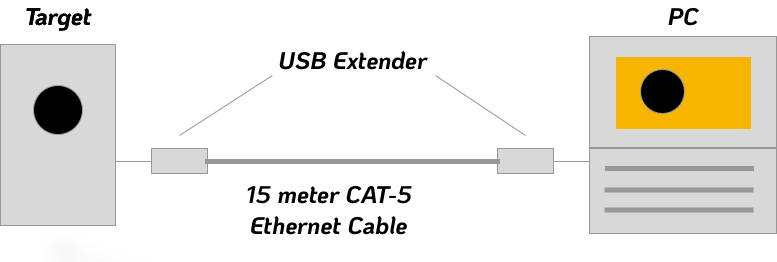 Target
PC
USB Extender
15 meter CAT-5
Ethernet Cable